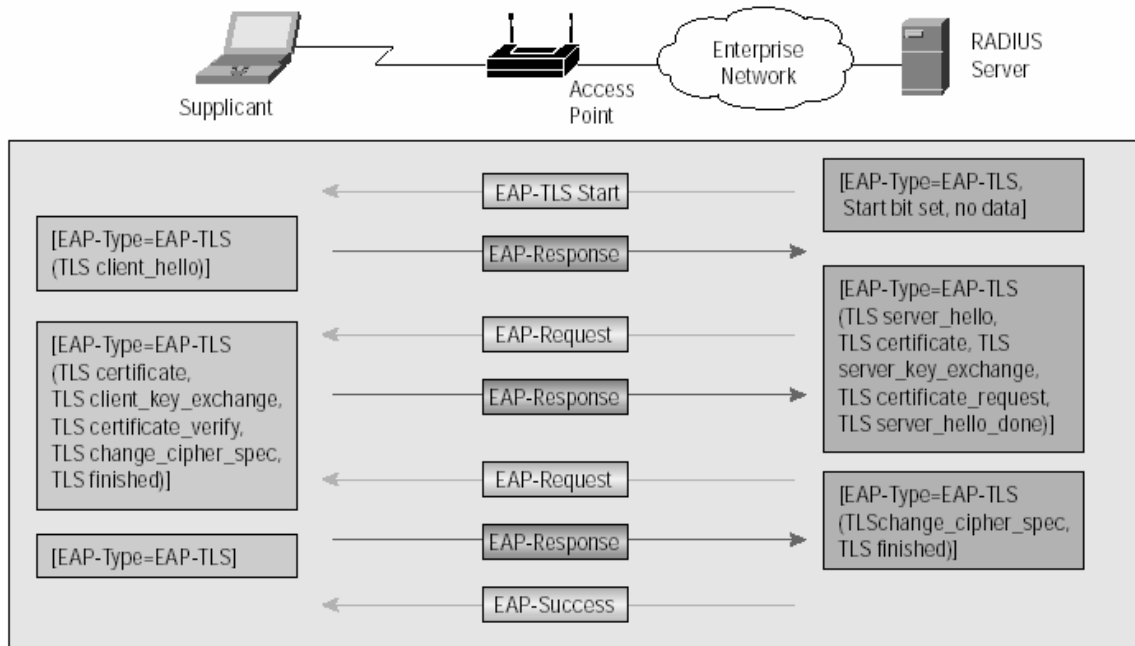 Supplicant
Access
Point
Enterprise
Network
RADIUS
Server
EAP-TLS Start
[EAP-Type=EAP-TLS,
Start bit set, no data]
[EAP-Type=EAP-TLS
(TLS client_hello)]
EAP-Response
EAP-Request
[EAP-Type=EAP-TLS
(TLS server_hello,
TLS certificate, TLS
server_key_exchange,
TLS certificate_request,
TLS server_hello_done)]
[EAP-Type=EAP-TLS
(TLS certificate,
TLS client_key_exchange,
TLS certificate_verify,
TLS change_cipher_spec,
TLS finished)]
EAP-Response
EAP-Request
[EAP-Type=EAP-TLS
(TLSchange_cipher_spec,
TLS finished)]
[EAP-Type=EAP-TLS]
EAP-Response
EAP-Success